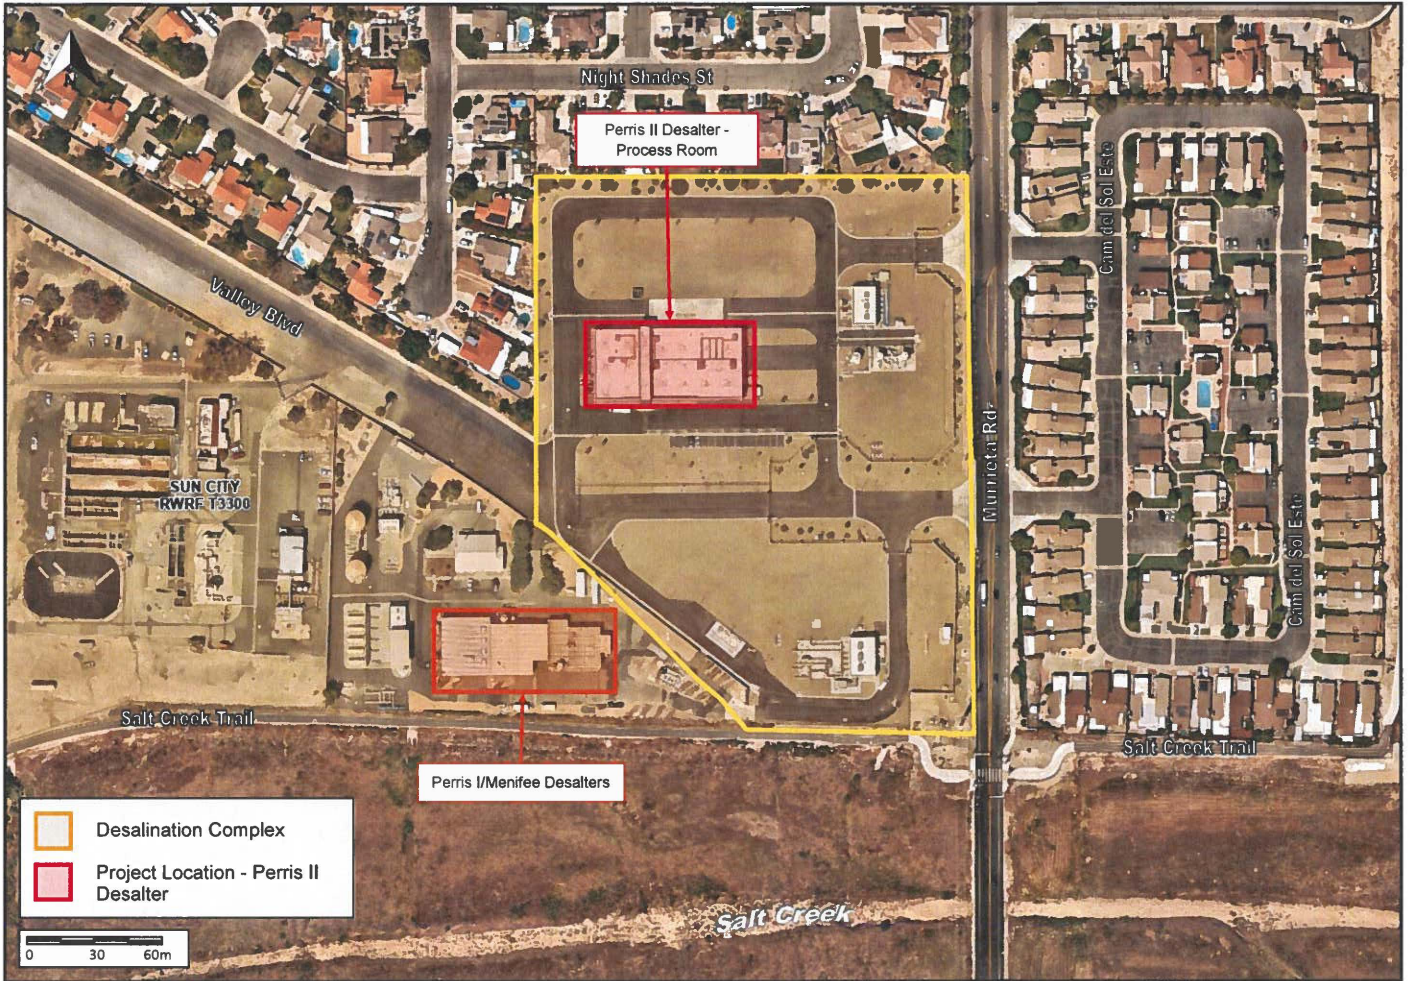 Night Shades St
Perris II Desalter -
Process Room
Cam del Sol Este
Valley Blvd
Murrieta Rd
SUN CITY
RWRF T3300
Cam del Sol Este
Salt Creek Trail
Salt Creek Trail
Perris I/Menifee Desalters
Desalination Complex
Project Location - Perris II
Desalter
Salt Creek
0 30 60m